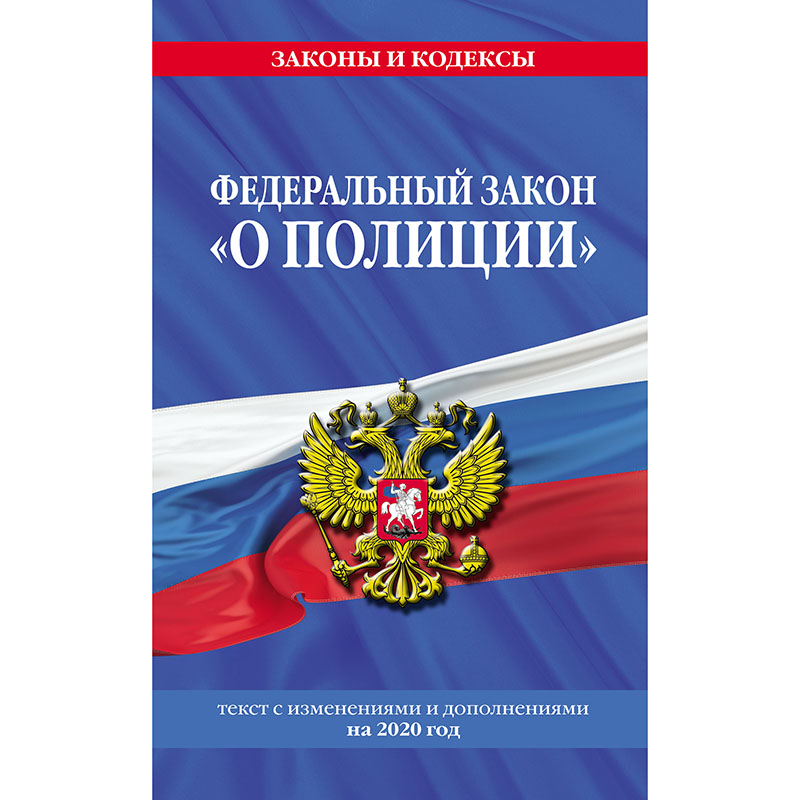 ЗАКОНЫ И КОДЕКСЫ
ФЕДЕРАЛЬНЫЙ ЗАКОН
«О ПОЛИЦИИ»
текст с изменениями и дополнениями
на 2020 год